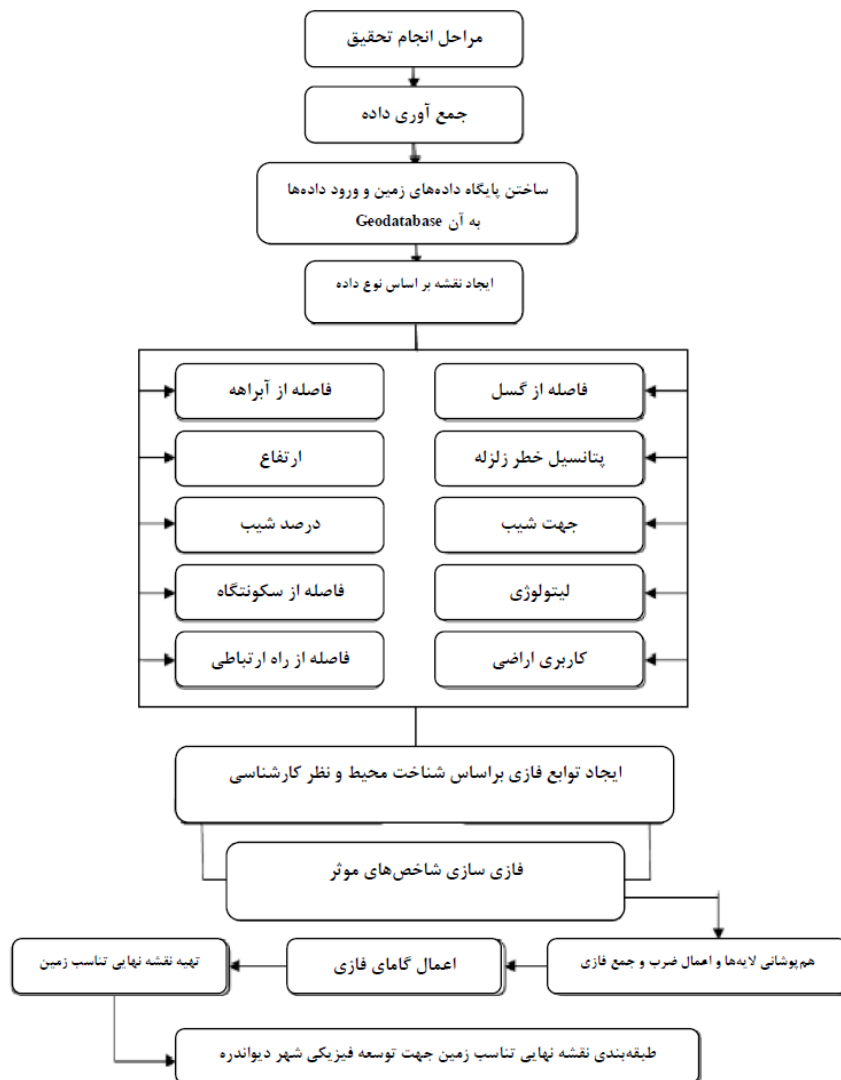 مراحل انجام تحقیق
جمع آوری داده
ساختن پایگاه داده‌های زمین و ورود داده‌ها
به آن Geodatabase
ایجاد نقشه بر اساس نوع داده
فاصله از گسل
فاصله از آبراهه
پتانسیل خطر زلزله
ارتفاع
جهت شیب
درصد شیب
لیتولوژی
فاصله از سکونتگاه
کاربری اراضی
فاصله از راه ارتباطی
ایجاد توابع فازی براساس شناخت محیط و نظر کارشناسی
فازی سازی شاخص‌های موثر
هم‌پوشانی لایه‌ها و اعمال ضرب و جمع فازی
اعمال گامای فازی
تهیه نقشه نهایی تناسب زمین
طبقه‌بندی نقشه نهایی تناسب زمین جهت توسعه فیزیکی شهر دیواندره